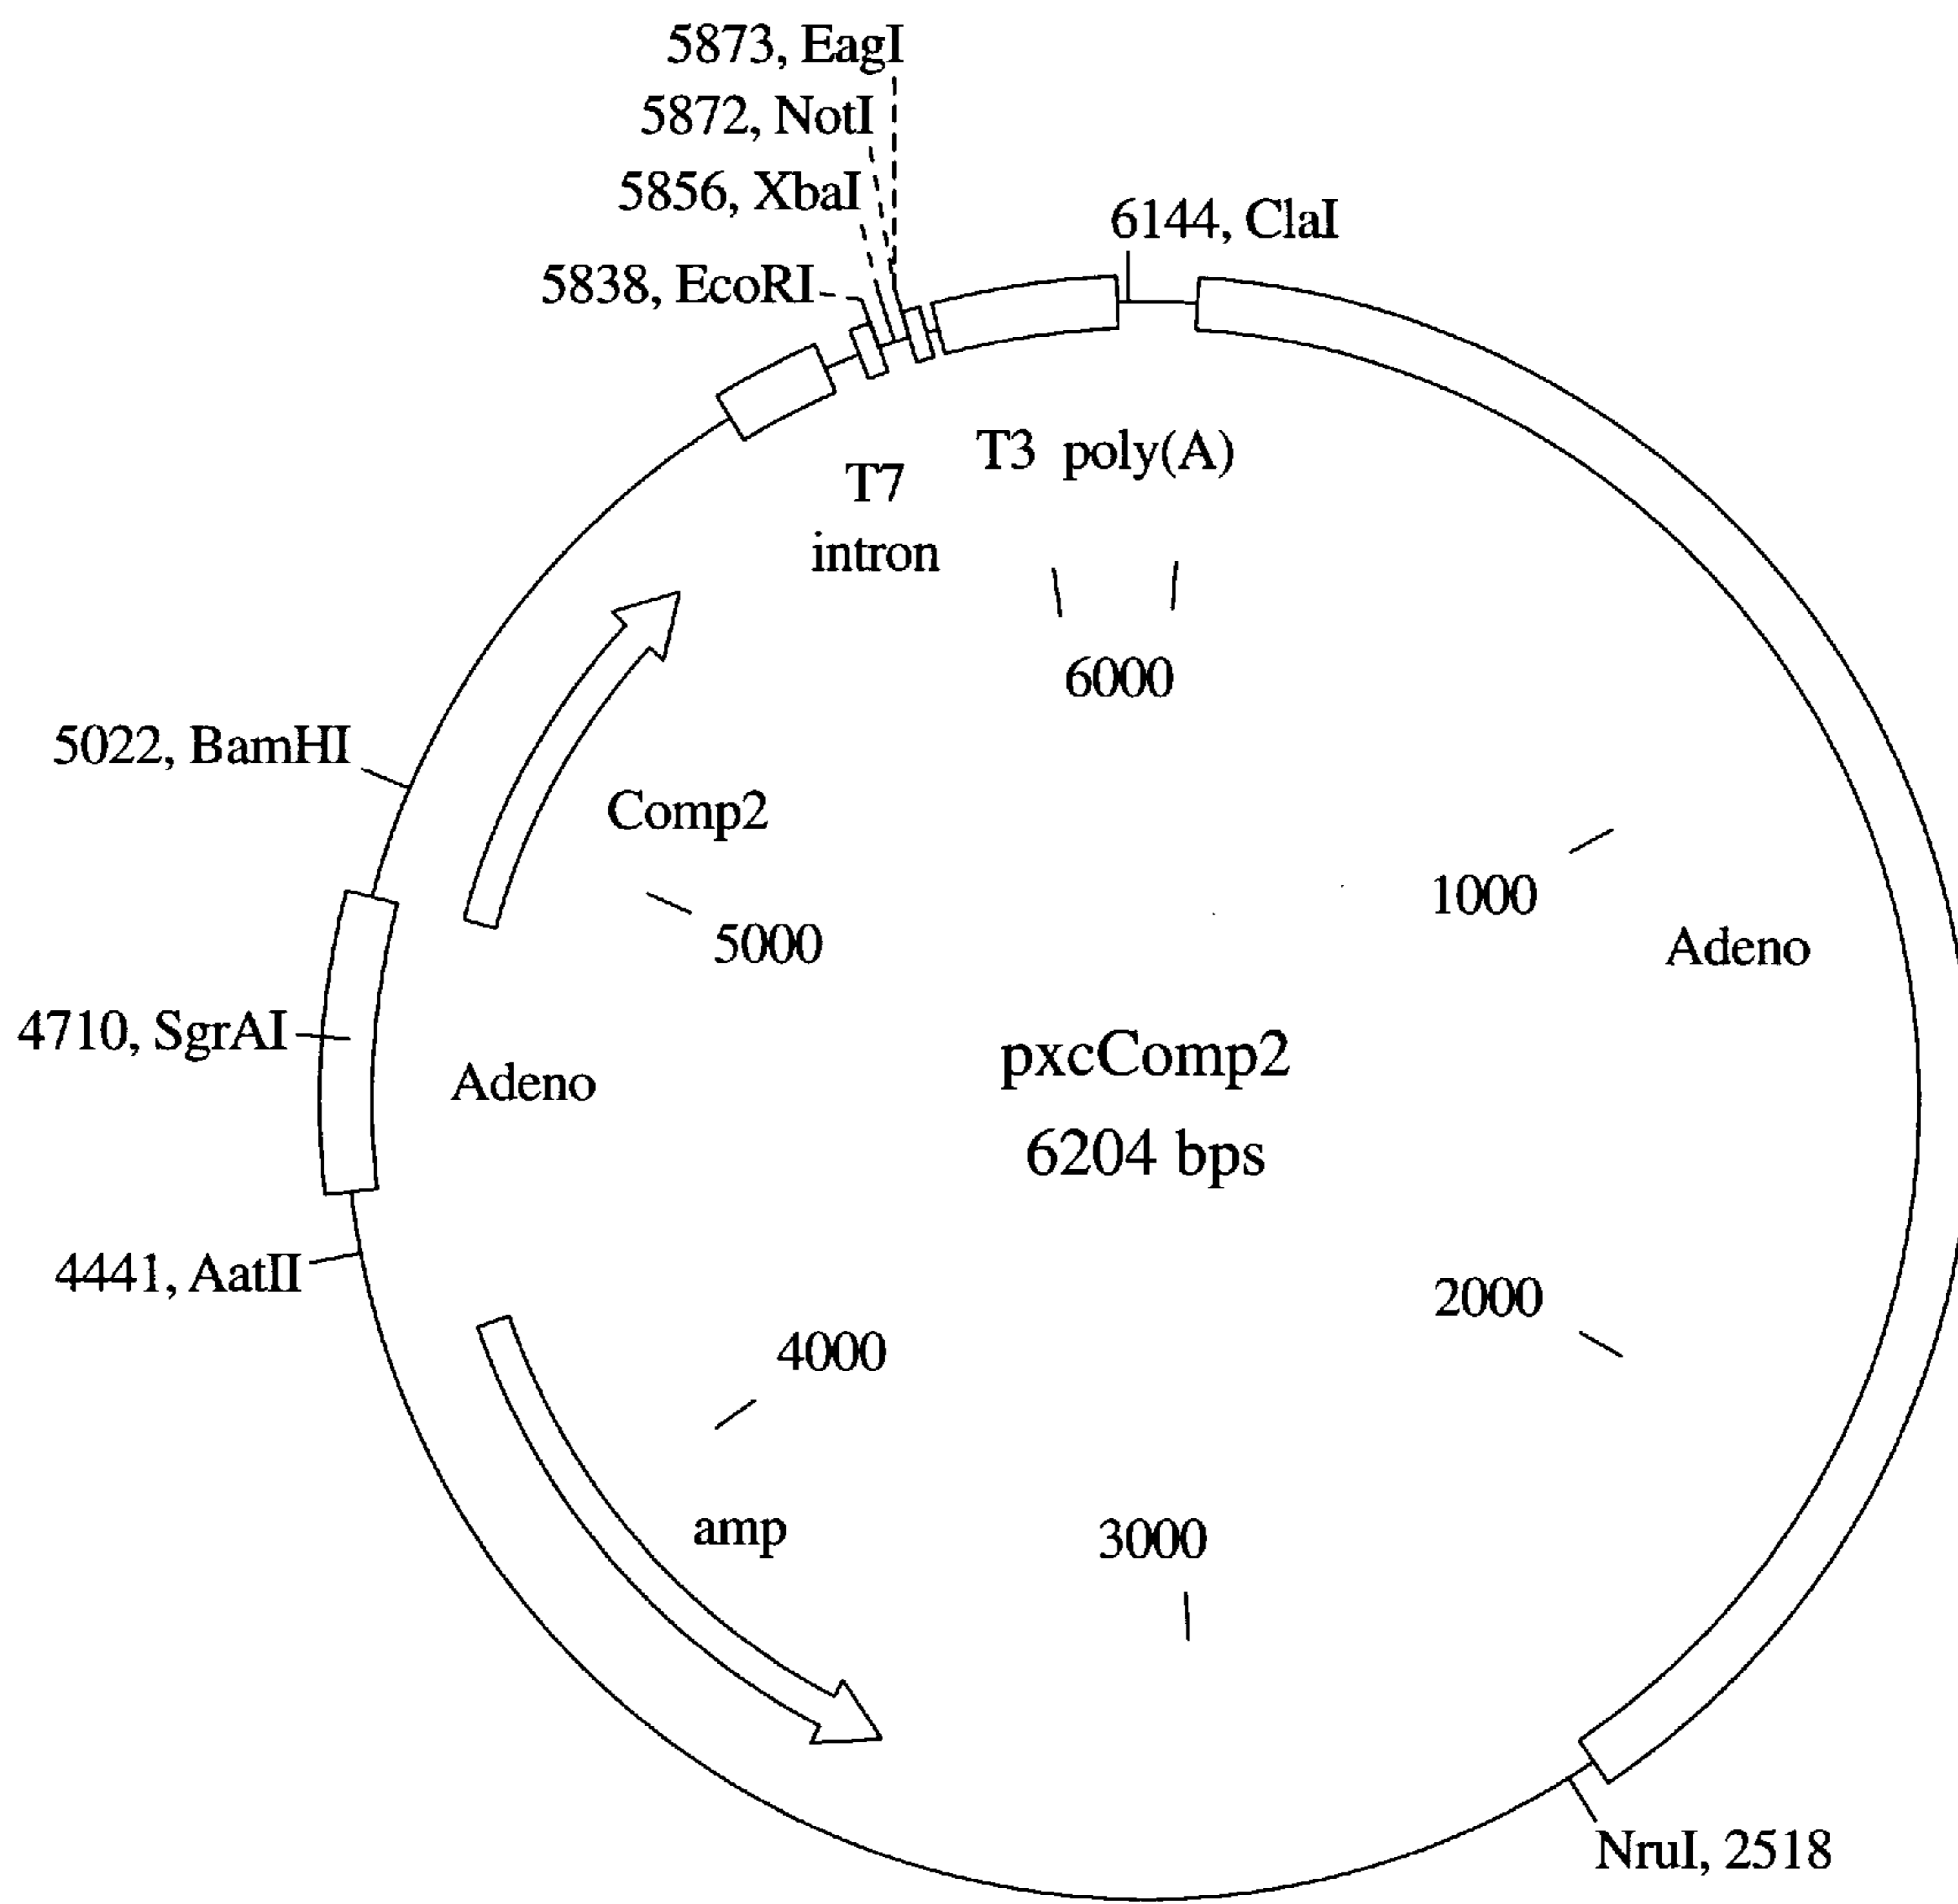 5873, EagI
5872, NotI
5856, XbaI
6144, ClaI
5838, EcoRI
T3 poly(A)
T7
intron
6000
5022, BamHI
Comp2
1000
5000
Adeno
4710, SgrAI
pxcComp2
Adeno
6204 bps
4441, AatII
2000
4000
amp
3000
NruI, 2518